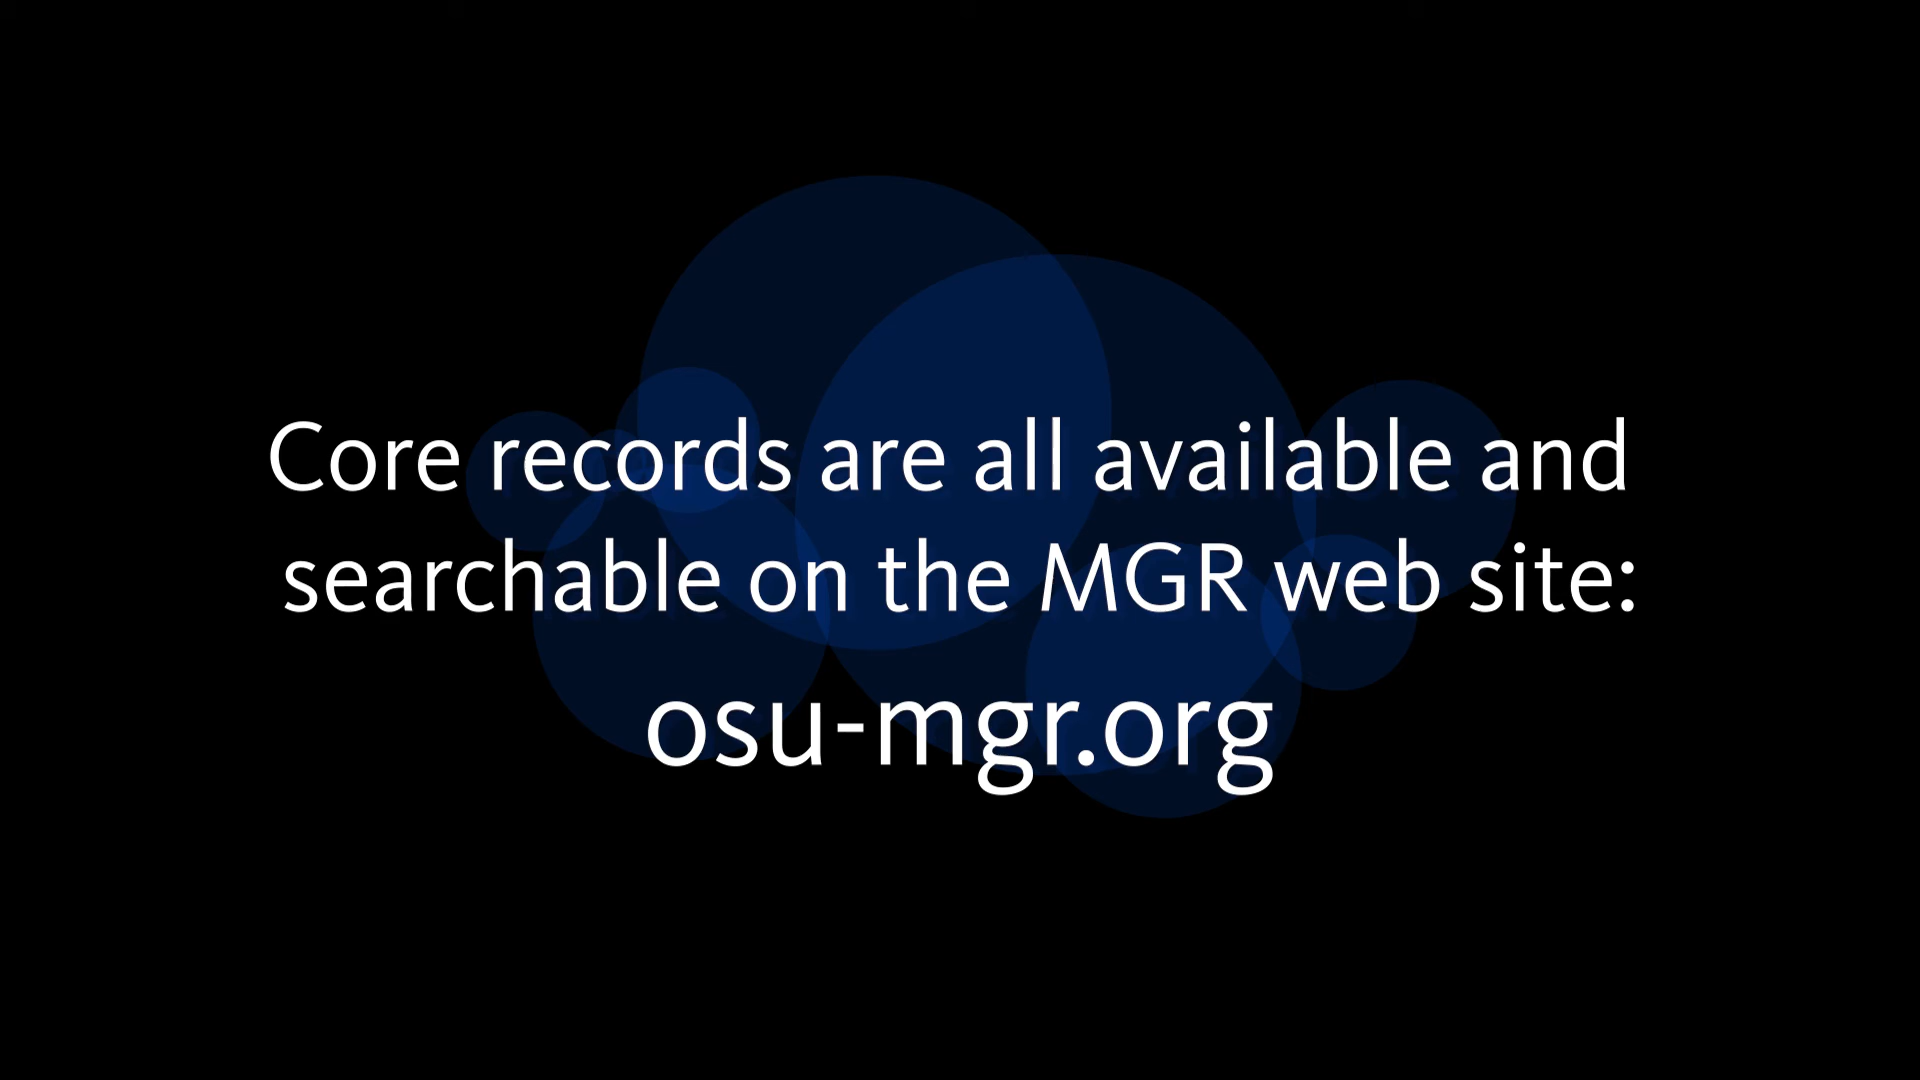 Core records are all available and
searchable on the MGR web site:
osu-mgr.org